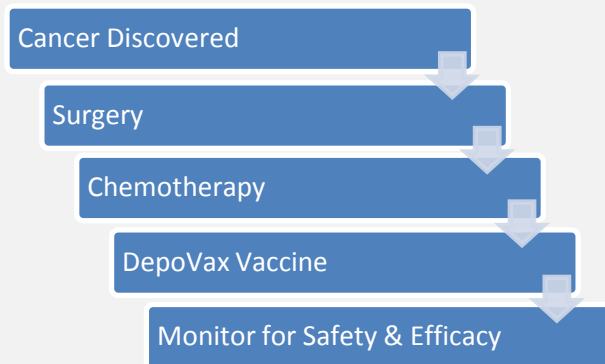 Cancer Discovered
Surgery
Chemotherapy
DepoVax Vaccine
Monitor for Safety & Efficacy